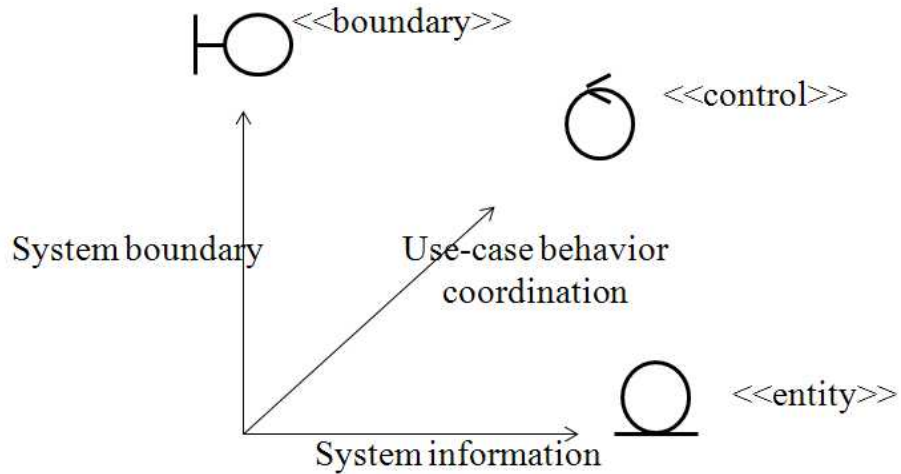 <<boundary>>
<<control>>
System boundary
Use-case behavior
coordination
<<entity>>
System information